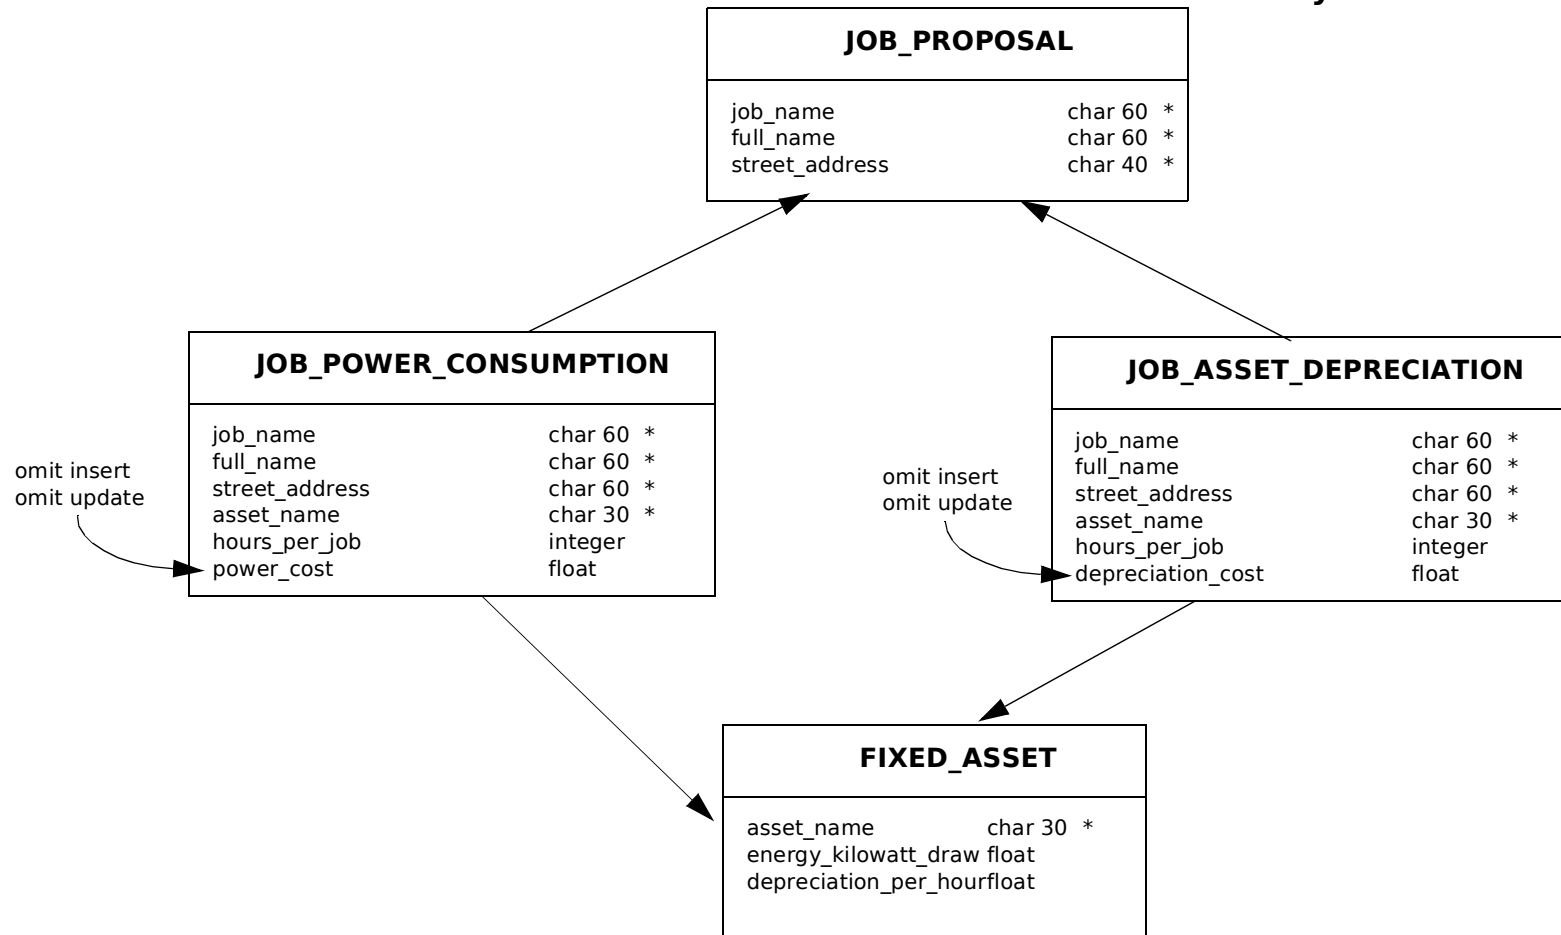 JOB_PROPOSAL
job_name char 60 *
full_name char 60 *
street_address char 40 *
JOB_POWER_CONSUMPTION
job_name char 60 *
full_name char 60 *
street_address char 60 *
asset_name char 30 *
hours_per_job integer
power_cost float
omit insert
omit update
JOB_ASSET_DEPRECIATION
job_name char 60 *
full_name char 60 *
street_address char 60 *
asset_name char 30 *
hours_per_job integer
depreciation_cost float
omit insert
omit update
FIXED_ASSET
asset_name char 30 *
energy_kilowatt_draw float
depreciation_per_hourfloat